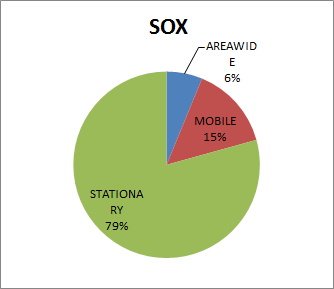 SOX
AREAWID
E
6%
MOBILE
15%
STATIONA
RY
79%